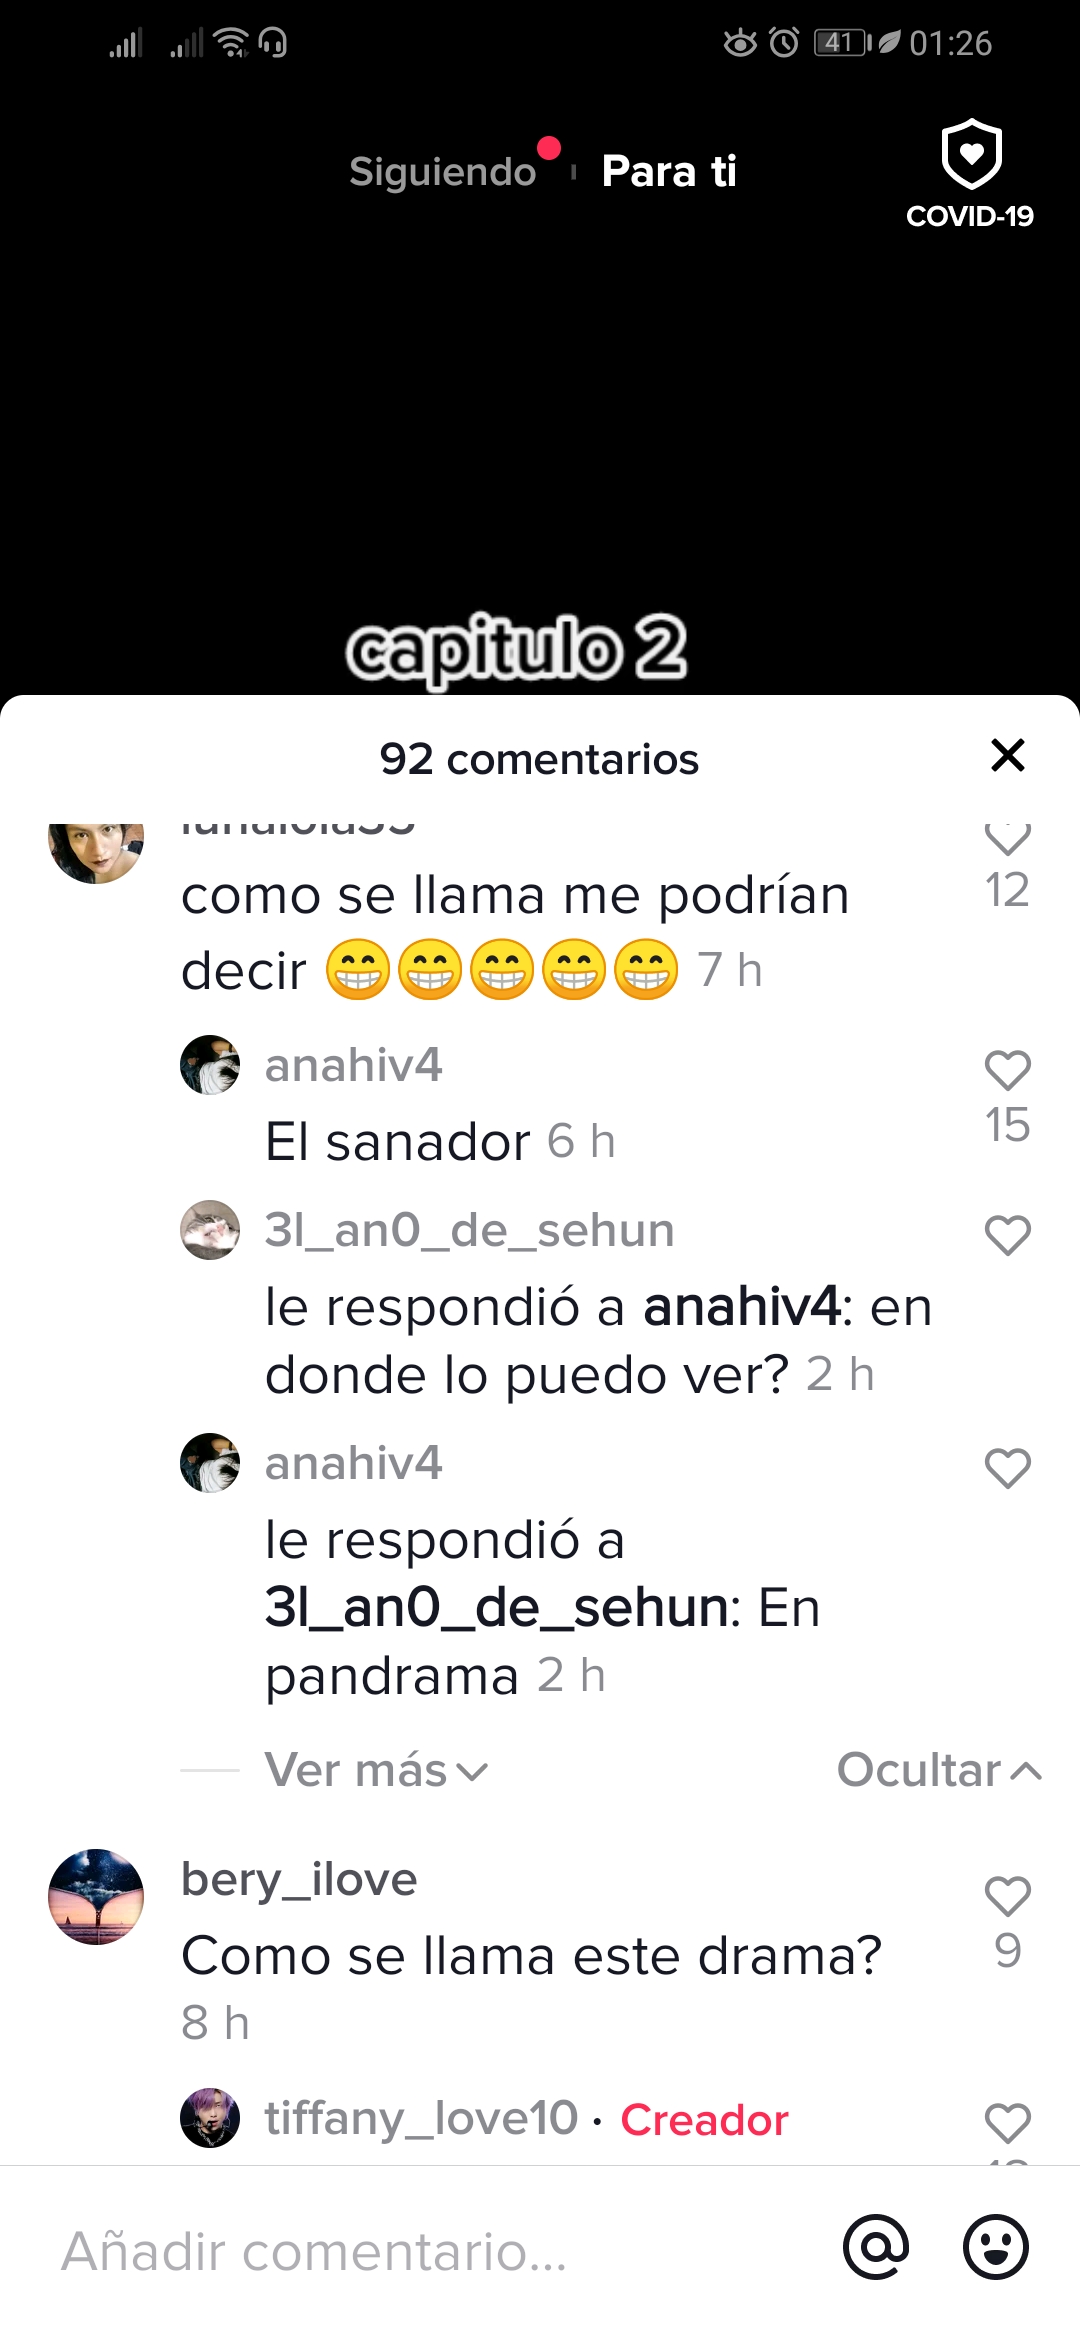 41 01:26
Siguiendo Para ti
COVID-19
capitulo 2
92 comentarios
como se llama me podrían
12
decir 😁😁😁😁😁 7 h
anahiv4
15
El sanador 6 h
3l_an0_de_sehun
le respondió a anahiv4: en
donde lo puedo ver? 2 h
anahiv4
le respondió a
3l_an0_de_sehun: En
pandrama 2 h
Ver más Ocultar
bery_ilove
Como se llama este drama?
9
8 h
tiffany_love10 · Creador
Añadir comentario...